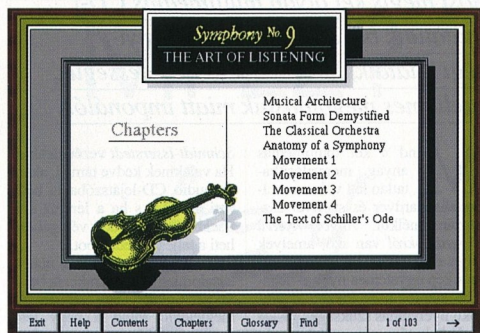 Symphony No. 9
THE ART OF LISTENING
Chapters
Musical Architecture
Sonata Form Demystified
The Classical Orchestra
Anatomy of a Symphony
Movement 1
Movement 2
Movement 3
Movement 4
The Text of Schiller's Ode
Exit Help Contents Chapters Glossary Find 1 of 103 →